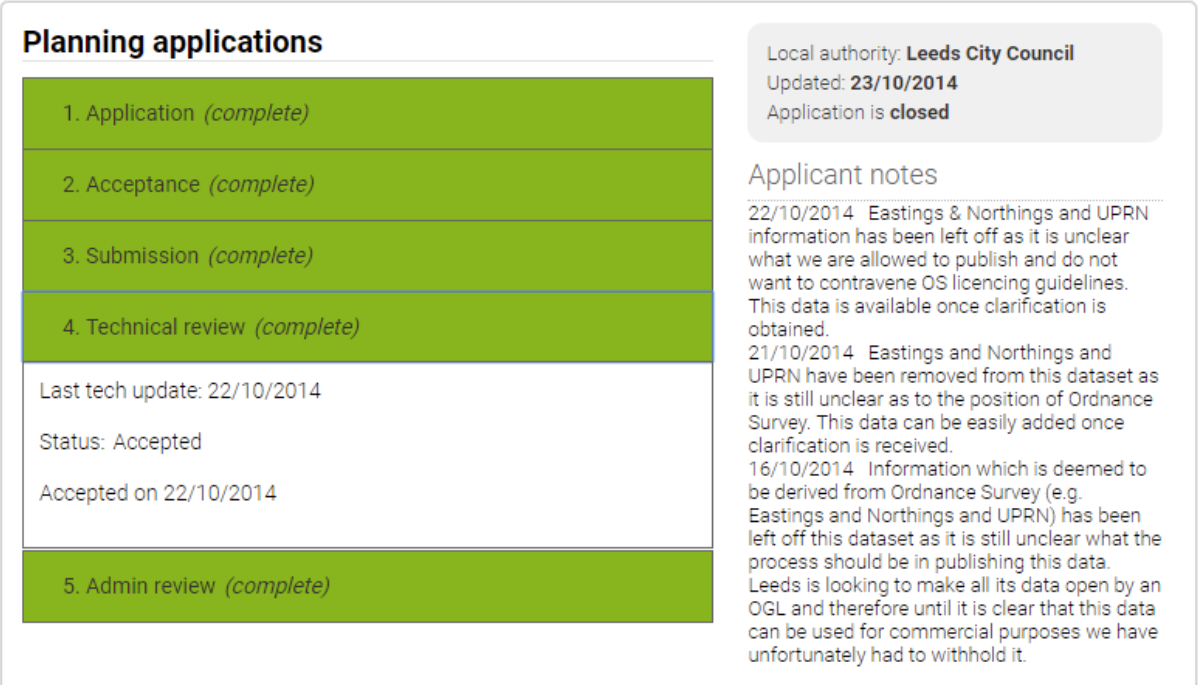 Planning applications
1. Application (complete)
2. Acceptance (complete)
3. Submission (complete)
4. Technical review (complete)
Last tech update: 22/10/2014
Status: Accepted
Accepted on 22/10/2014
5. Admin review (complete)
Local authority: Leeds City Council
Updated: 23/10/2014
Application is closed
Applicant notes
22/10/2014 Eastings & Northings and UPRN
information has been left off as it is unclear
what we are allowed to publish and do not
want to contravene OS licencing guidelines.
This data is available once clarification is
obtained.
21/10/2014 Eastings and Northings and
UPRN have been removed from this dataset as
it is still unclear as to the position of Ordnance
Survey. This data can be easily added once
clarification is received.
16/10/2014 Information which is deemed to
be derived from Ordnance Survey (e.g.
Eastings and Northings and UPRN) has been
left off this dataset as it is still unclear what the
process should be in publishing this data.
Leeds is looking to make all its data open by an
OGL and therefore until it is clear that this data
can be used for commercial purposes we have
unfortunately had to withhold it.